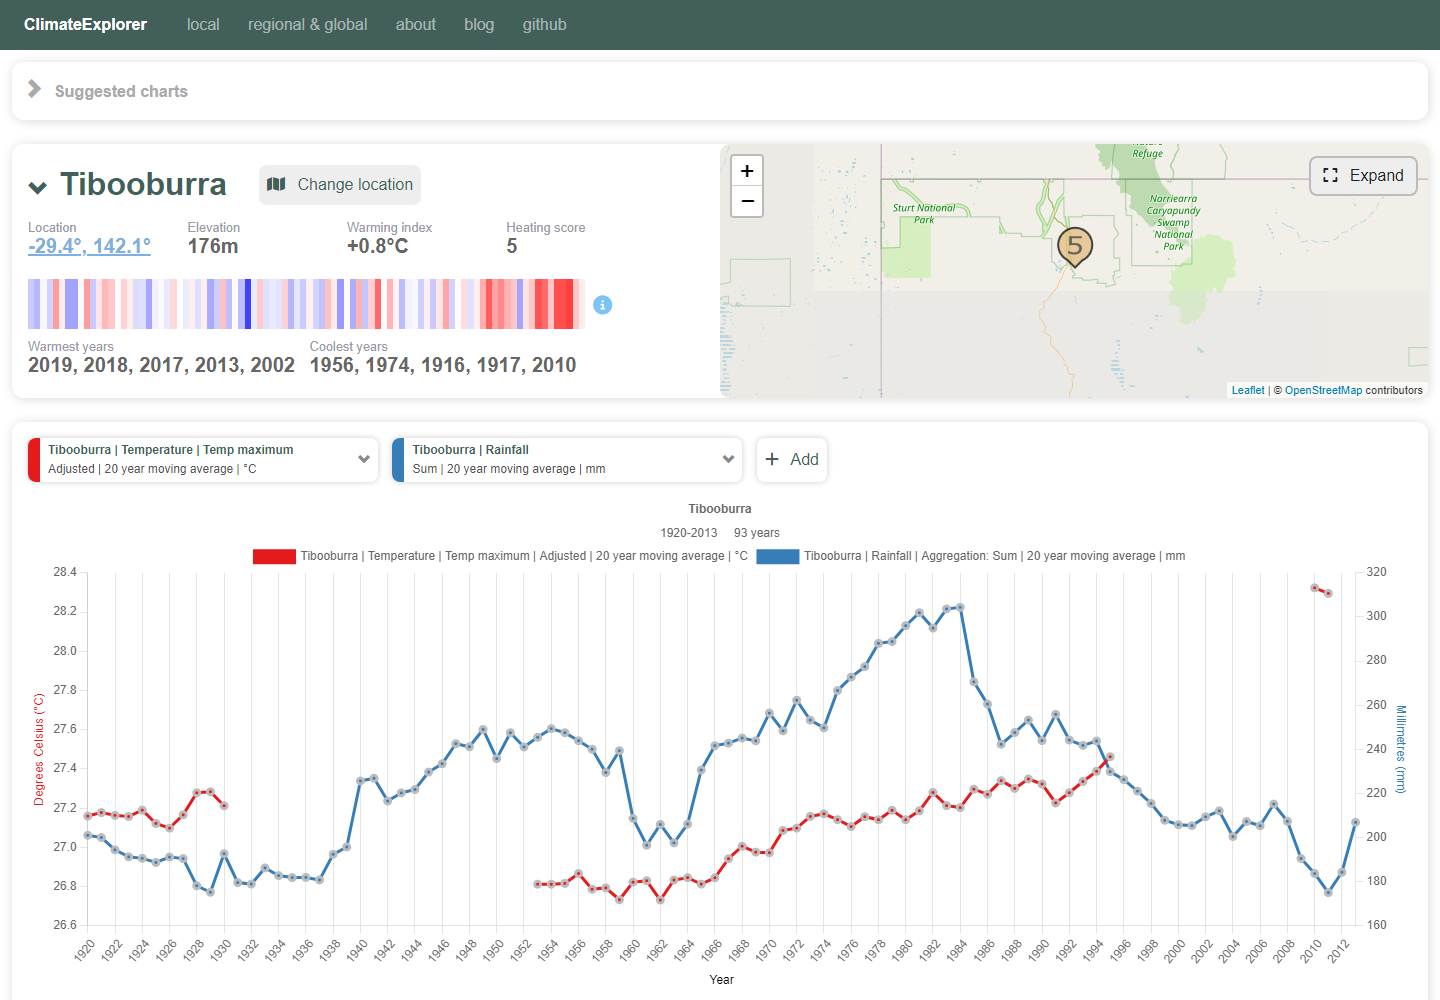 ClimateExplorer local regional & global about blog github
Suggested charts
Tibooburra Change location
Location Elevation Warming index Heating score
-29.4°, 142.1° 176m +0.8°C 5
Warmest years Coolest years
2019, 2018, 2017, 2013, 2002 1956, 1974, 1916, 1917, 2010
+
−
Expand
Nature
Refuge
Sturt National
Park
Narriearra
Caryapundy
Swamp
National
Park
5
Leaflet | © OpenStreetMap contributors
Tibooburra | Temperature | Temp maximum
Adjusted | 20 year moving average | °C
Tibooburra | Rainfall
Sum | 20 year moving average | mm
+ Add
Tibooburra
1920-2013 93 years
Tibooburra | Temperature | Temp maximum | Adjusted | 20 year moving average | °C Tibooburra | Rainfall | Aggregation: Sum | 20 year moving average | mm
28.4 320
28.2 300
28.0 280
27.8 260
27.6 240
27.4 220
27.2 200
27.0 180
26.8 160
26.6
Degrees Celsius (°C)
Millimetres (mm)
1920 1922 1924 1926 1928 1930 1932 1934 1936 1938 1940 1942 1944 1946 1948 1950 1952 1954 1956 1958 1960 1962 1964 1966 1968 1970 1972 1974 1976 1978 1980 1982 1984 1986 1988 1990 1992 1994 1996 1998 2000 2002 2004 2006 2008 2010 2012
Year